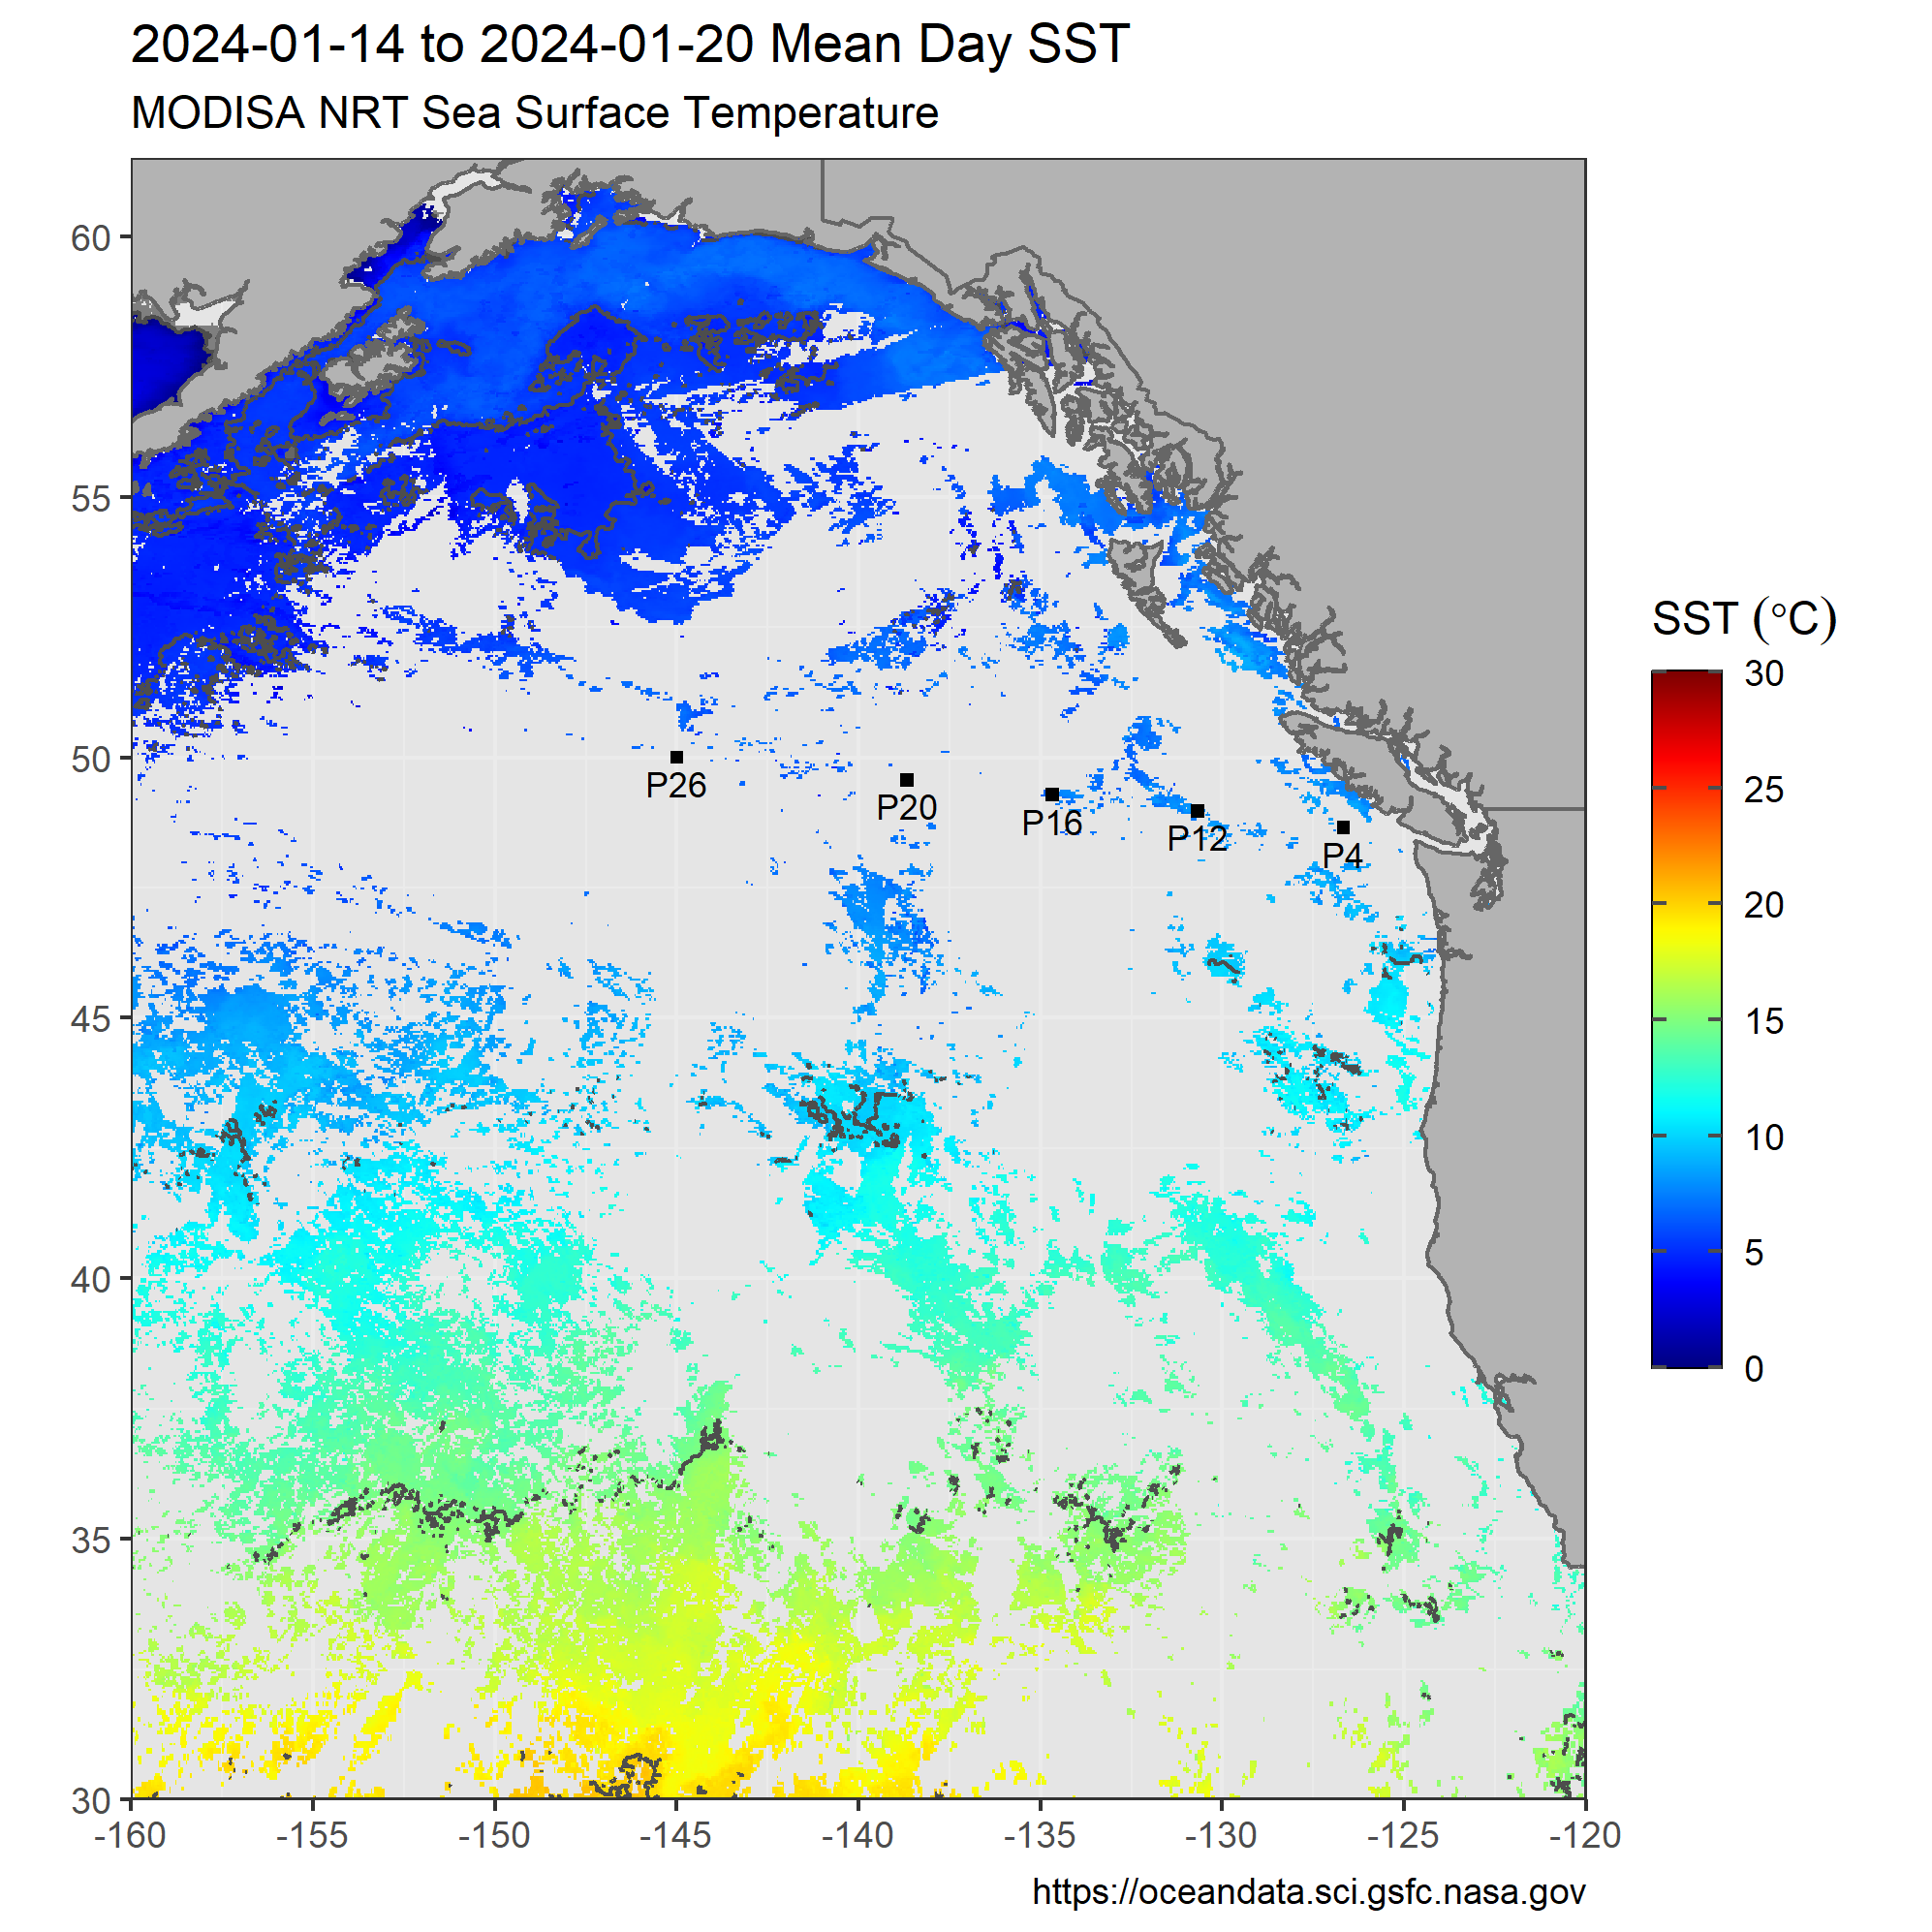 2024-01-14 to 2024-01-20 Mean Day SST
MODISA NRT Sea Surface Temperature
60
55
50
45
40
35
30
P26
P20
P16
P12
P4
-160 -155 -150 -145 -140 -135 -130 -125 -120
SST (°C)
30
25
20
15
10
5
0
https://oceandata.sci.gsfc.nasa.gov